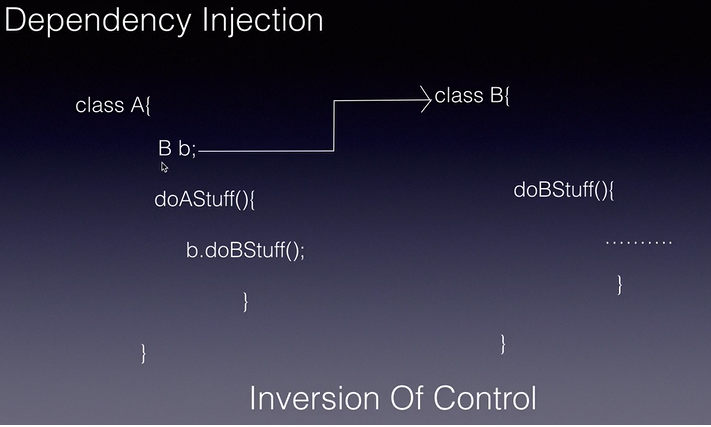 Dependency Injection
class A{
B b;
doAStuff(){
b.doBStuff();
}
}
class B{
doBStuff(){
..........
}
}
Inversion Of Control